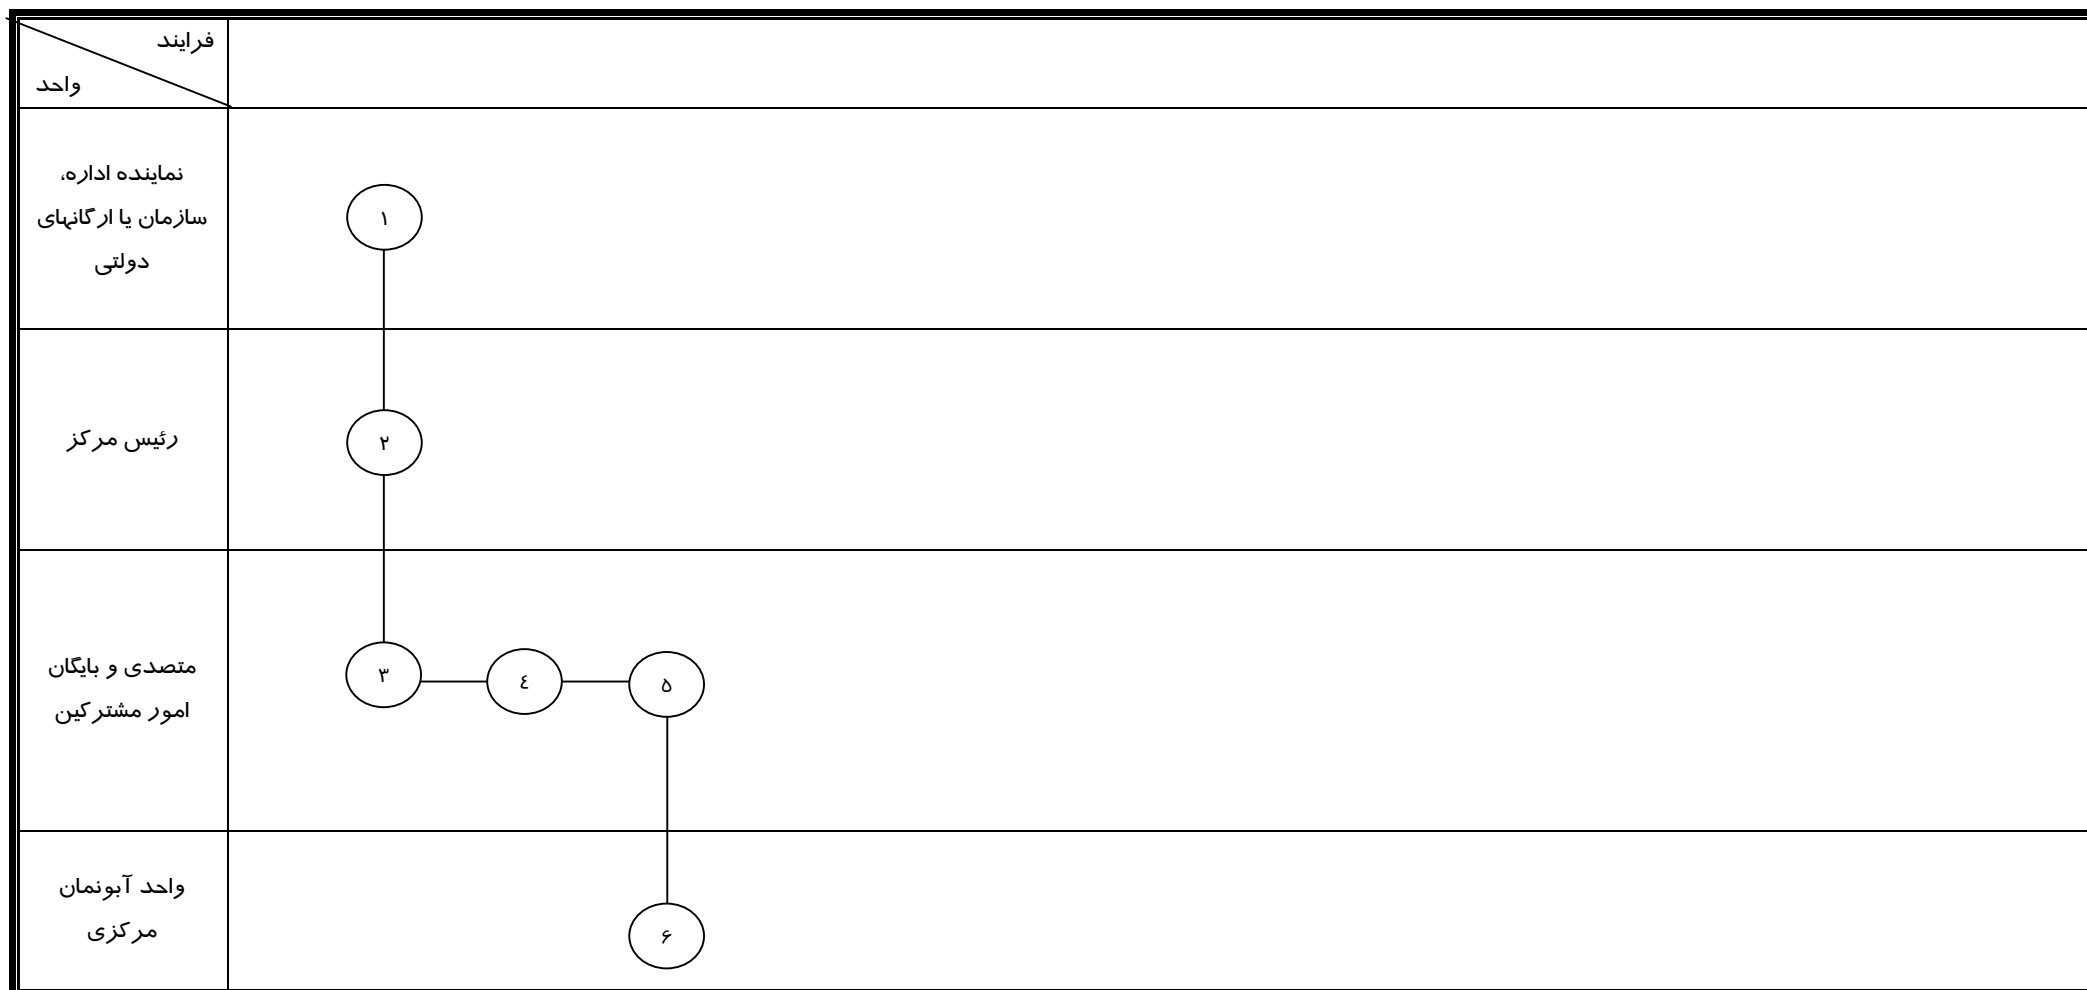 فرایند
واحد
نماینده اداره،
سازمان یا ارگانهای
دولتی
۱
رئیس مرکز
۲
متصدی و بایگان
امور مشترکین
۳
٤
۵
واحد آبونمان
مرکزی
۶